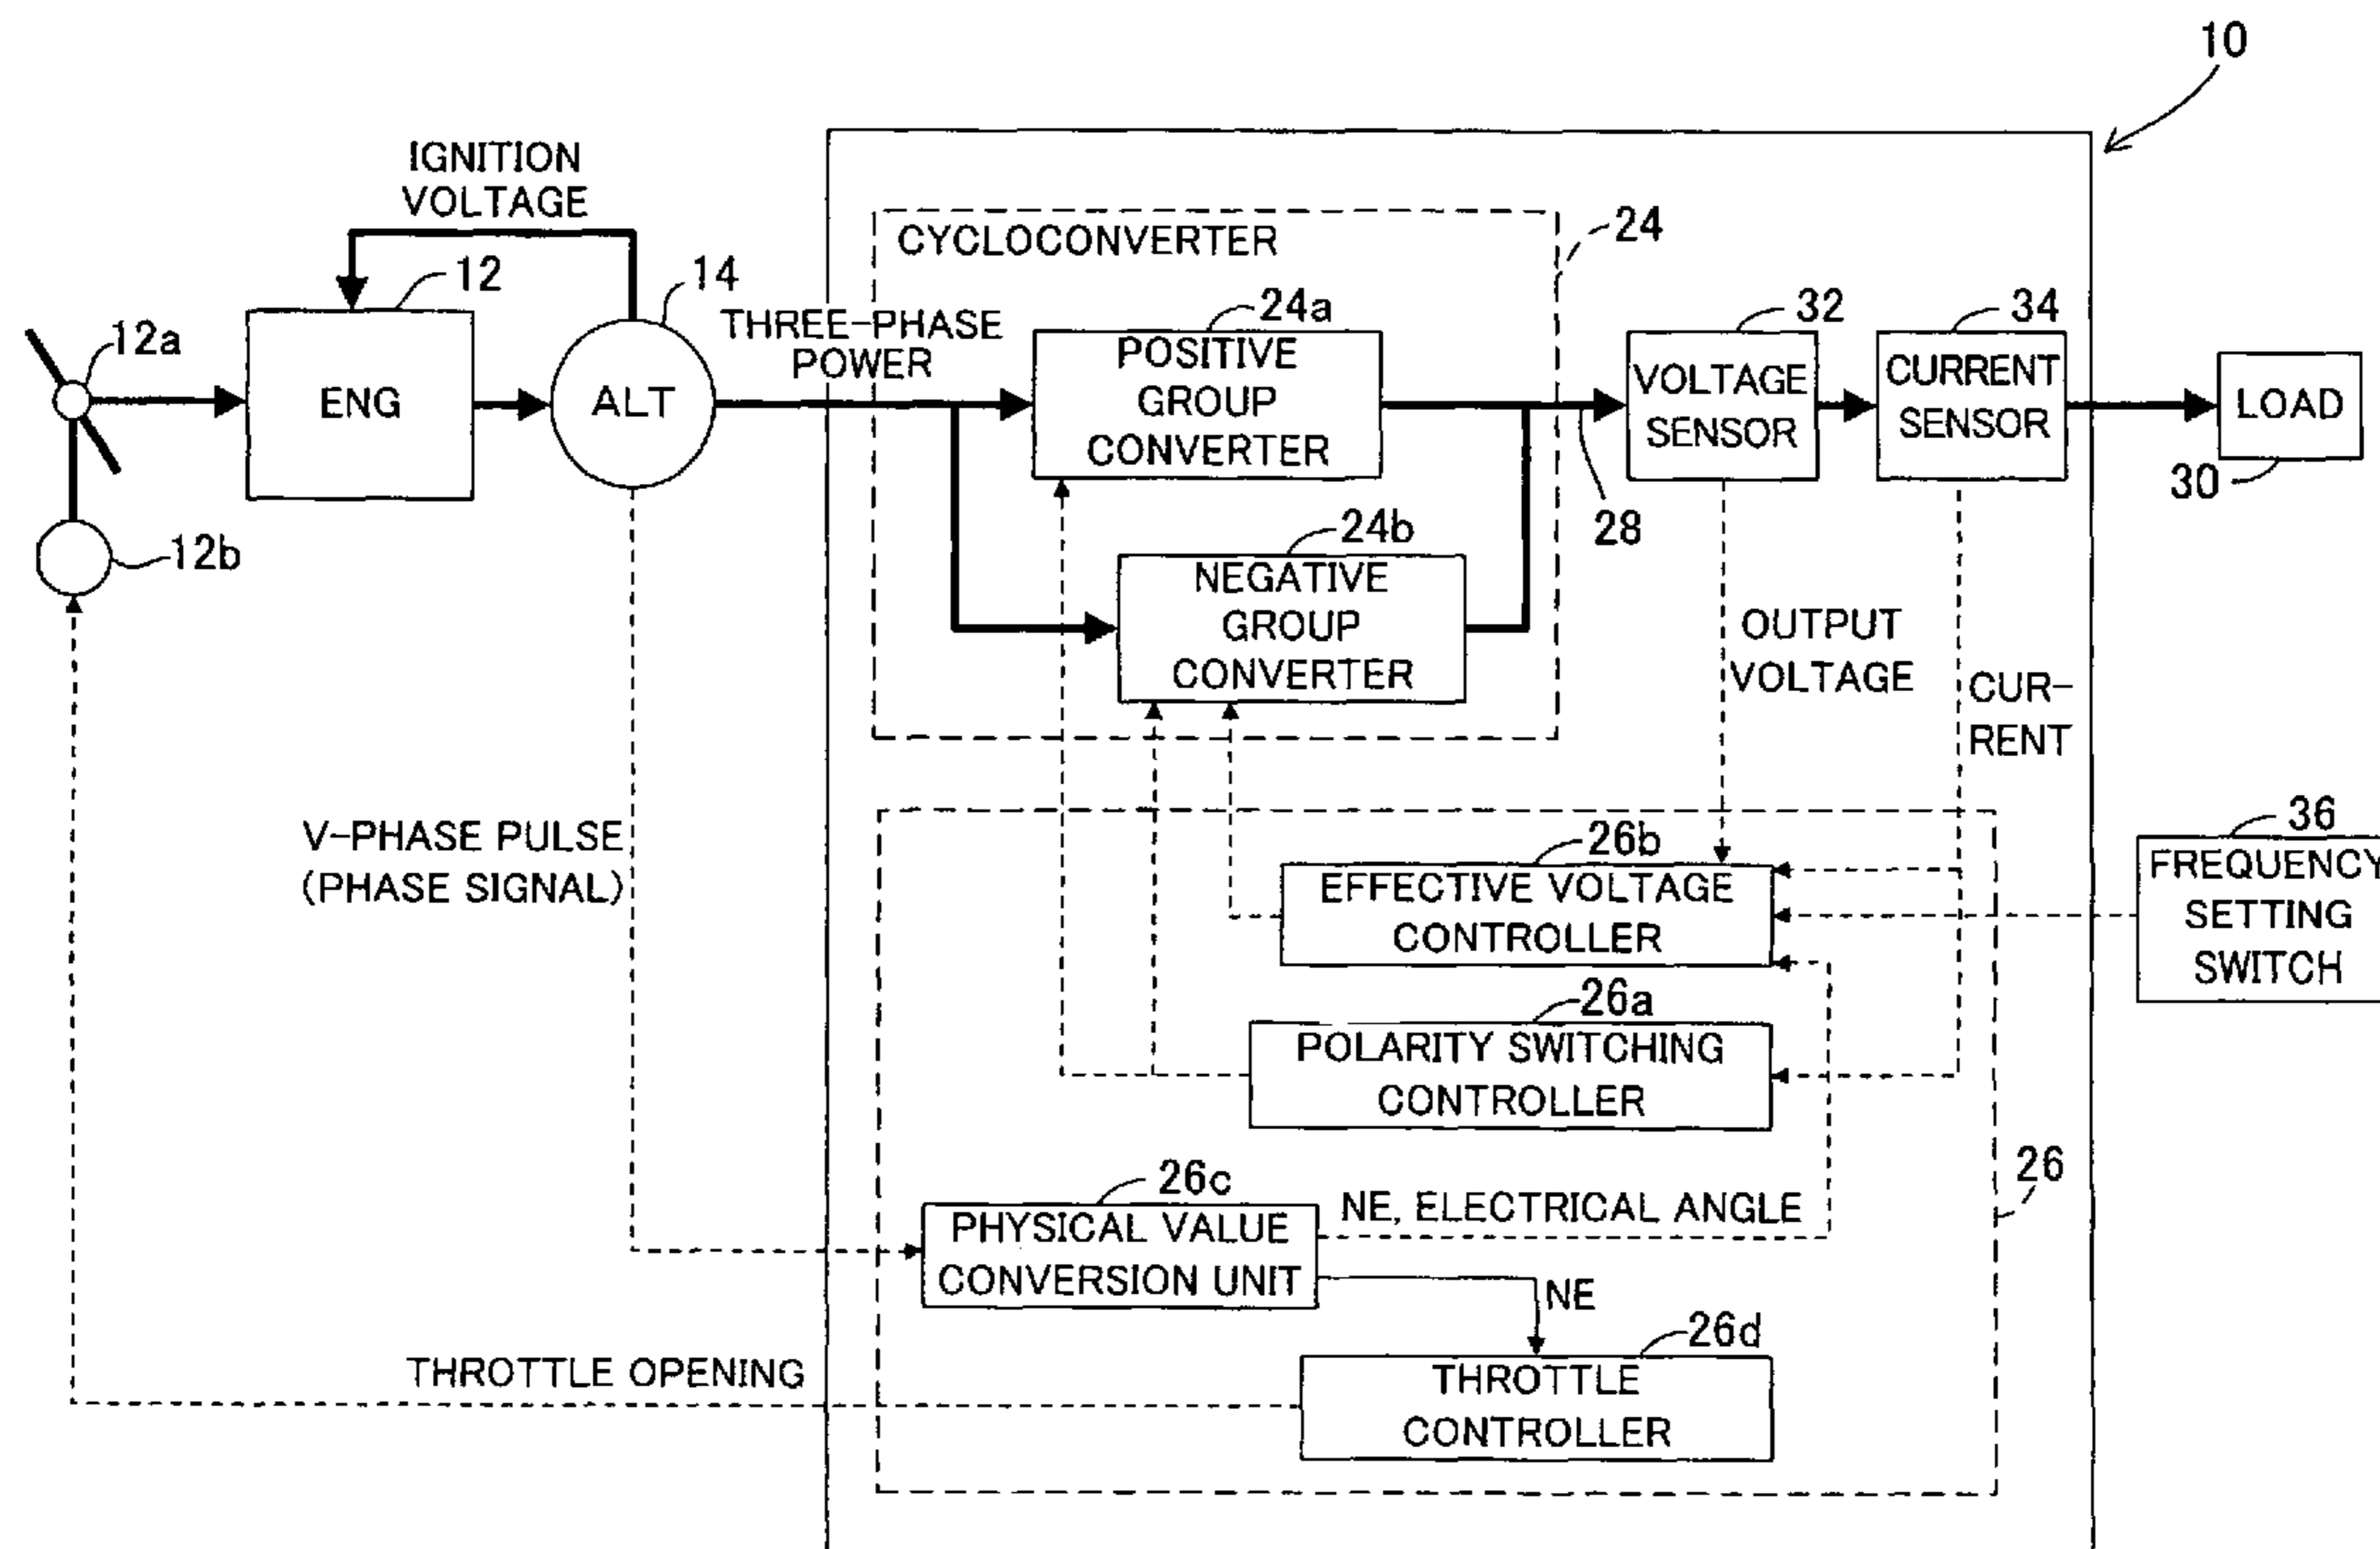 10
IGNITION
VOLTAGE
CYCLOCONVERTER
24
12
14
THREE-PHASE
POWER
24a
32
34
12a
ENG
ALT
POSITIVE
GROUP
CONVERTER
VOLTAGE
SENSOR
CURRENT
SENSOR
LOAD
30
28
12b
24b
NEGATIVE
GROUP
CONVERTER
OUTPUT
VOLTAGE
CUR-
RENT
V-PHASE PULSE
(PHASE SIGNAL)
26b
36
EFFECTIVE VOLTAGE
CONTROLLER
FREQUENCY
SETTING
SWITCH
26a
POLARITY SWITCHING
CONTROLLER
26
26c
PHYSICAL VALUE
CONVERSION UNIT
NE, ELECTRICAL ANGLE
NE
26d
THROTTLE OPENING
THROTTLE
CONTROLLER